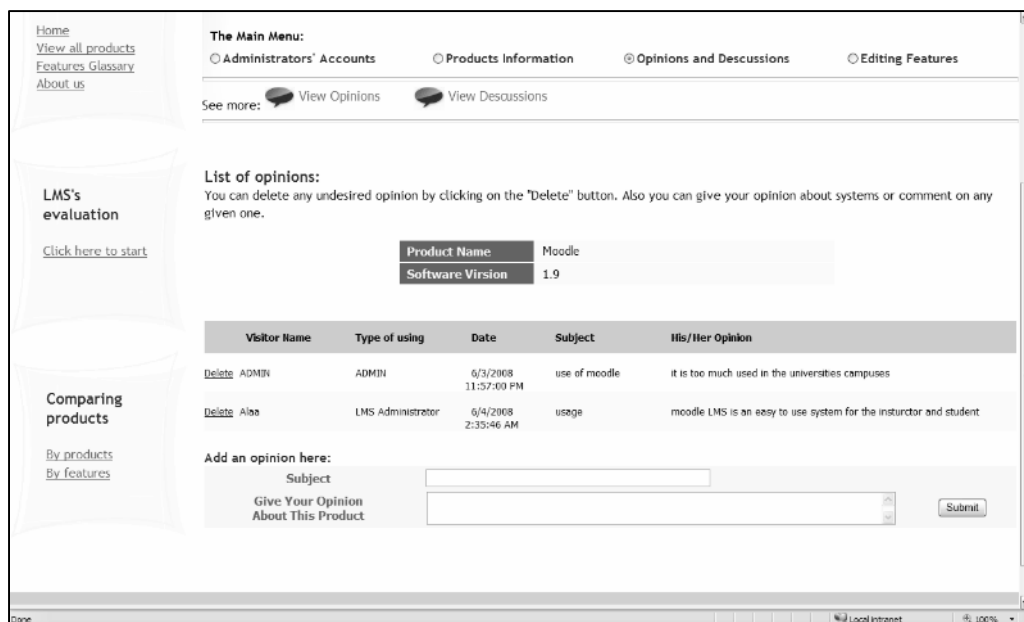 Home
View all products
Features Glassary
About us
The Main Menu:
Administrators' Accounts Products Information Opinions and Descussions Editing Features
See more: View Opinions View Descussions
LMS's
evaluation
Click here to start
Comparing
products
By products
By features
List of opinions:
You can delete any undesired opinion by clicking on the "Delete" button. Also you can give your opinion about systems or comment on any
given one.
Product Name Moodle
Software Virsion 1.9
Visitor Name Type of using Date Subject His/Her Opinion
Delete ADMIN ADMIN 6/3/2008 use of moodle it is too much used in the universities campuses
11:57:00 PM
Delete Alaa LMS Administrator 6/4/2008 usage moodle LMS is an easy to use system for the insturctor and student
2:35:46 AM
Add an opinion here:
Subject
Give Your Opinion
About This Product
Submit
Done Local intranet 100%